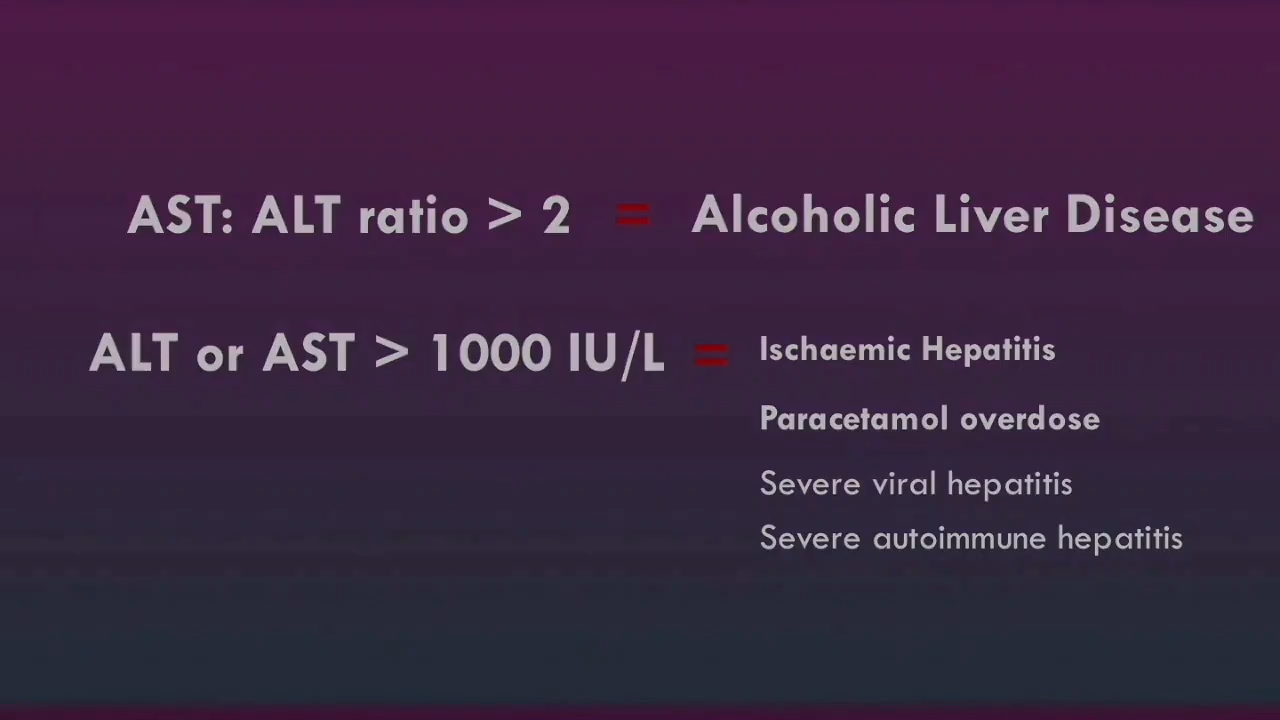 AST: ALT ratio > 2 = Alcoholic Liver Disease
ALT or AST > 1000 IU/L = Ischaemic Hepatitis
Paracetamol overdose
Severe viral hepatitis
Severe autoimmune hepatitis